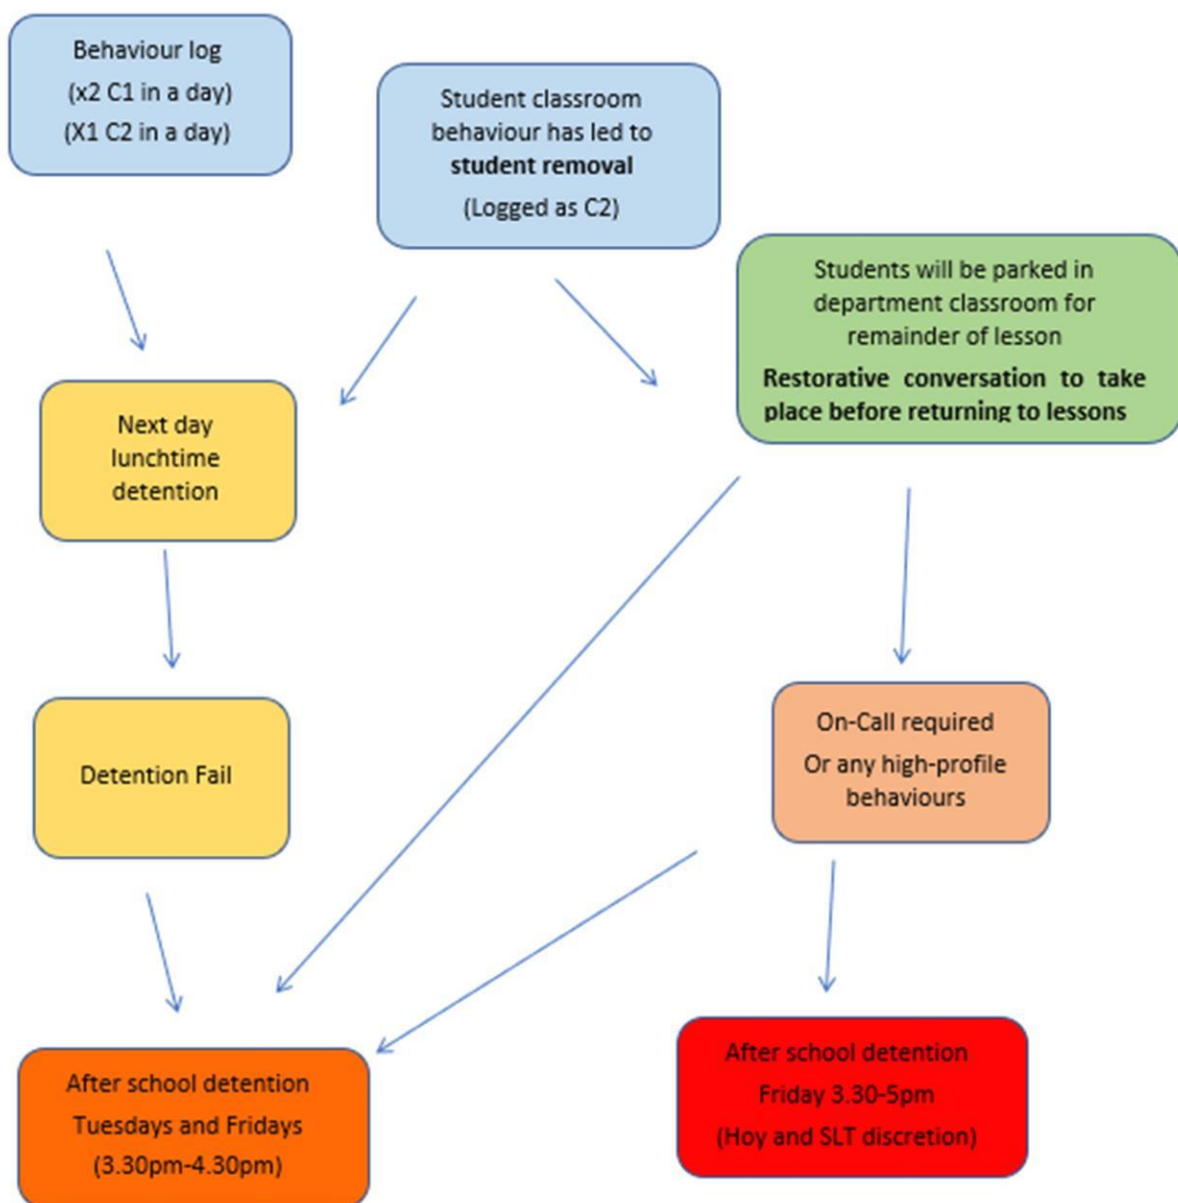 Behaviour log
(x2 C1 in a day)
(X1 C2 in a day)
Student classroom
behaviour has led to
student removal
(Logged as C2)
Students will be parked in
department classroom for
remainder of lesson
Restorative conversation to take
place before returning to lessons
Next day
lunchtime
detention
Detention Fail
On-Call required
Or any high-profile
behaviours
After school detention
Tuesdays and Fridays
(3.30pm-4.30pm)
After school detention
Friday 3.30-5pm
(Hoy and SLT discretion)